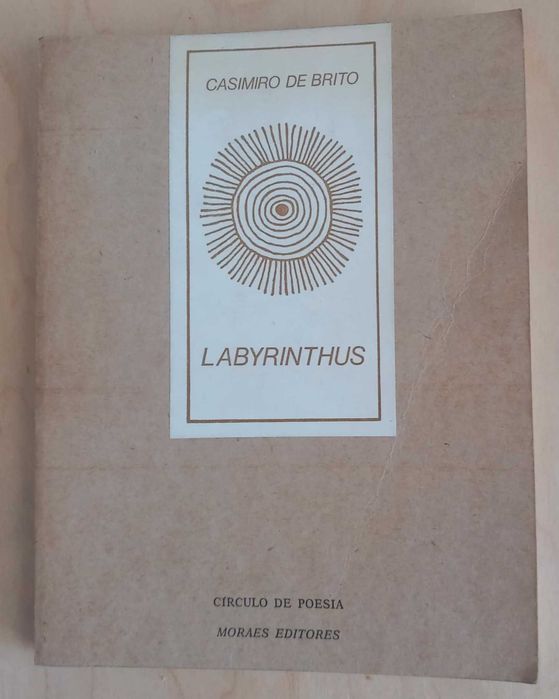 CASIMIRO DE BRITO
LABYRINTHUS
CÍRCULO DE POESIA
MORAES EDITORES